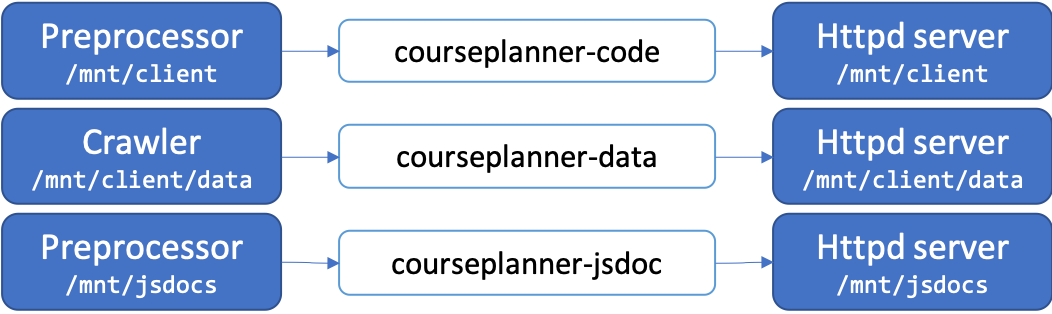 Preprocessor
/mnt/client
courseplanner-code
Httpd server
/mnt/client
Crawler
/mnt/client/data
courseplanner-data
Httpd server
/mnt/client/data
Preprocessor
/mnt/jsdocs
courseplanner-jsdoc
Httpd server
/mnt/jsdocs